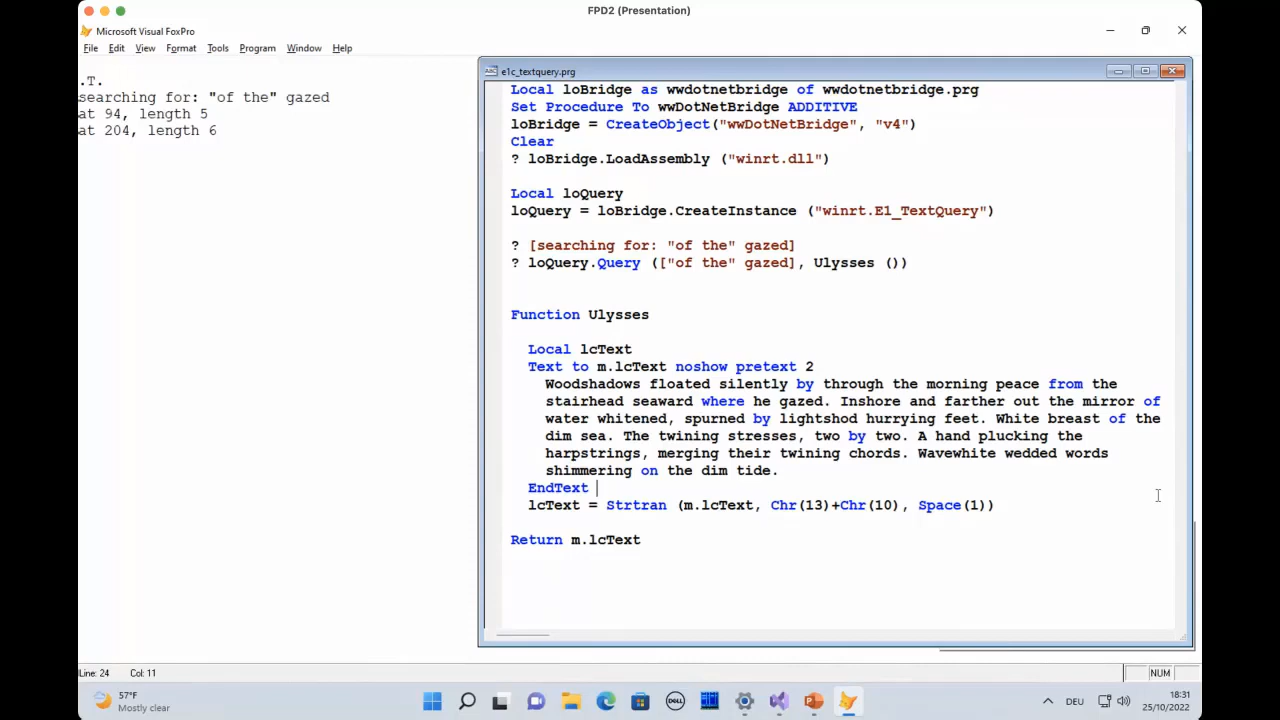 FPD2 (Presentation)
Microsoft Visual FoxPro
File Edit View Format Tools Program Window Help
.T.
searching for: "of the" gazed
at 94, length 5
at 204, length 6
e1c_textquery.prg
Local loBridge as wwdotnetbridge of wwdotnetbridge.prg
Set Procedure To wwDotNetBridge ADDITIVE
loBridge = CreateObject("wwDotNetBridge", "v4")
Clear
? loBridge.LoadAssembly ("winrt.dll")
Local loQuery
loQuery = loBridge.CreateInstance ("winrt.E1_TextQuery")
? [searching for: "of the" gazed]
? loQuery.Query (["of the" gazed], Ulysses ())
Function Ulysses
Local lcText
Text to m.lcText noshow pretext 2
Woodshadows floated silently by through the morning peace from the
stairhead seaward where he gazed. Inshore and farther out the mirror of
water whitened, spurned by lightshod hurrying feet. White breast of the
dim sea. The twining stresses, two by two. A hand plucking the
harpstrings, merging their twining chords. Wavewhite wedded words
shimmering on the dim tide.
EndText
lcText = Strtran (m.lcText, Chr(13)+Chr(10), Space(1))
Return m.lcText
Line: 24 Col: 11
NUM
57°F
Mostly clear
DELL
DEU
18:31
25/10/2022